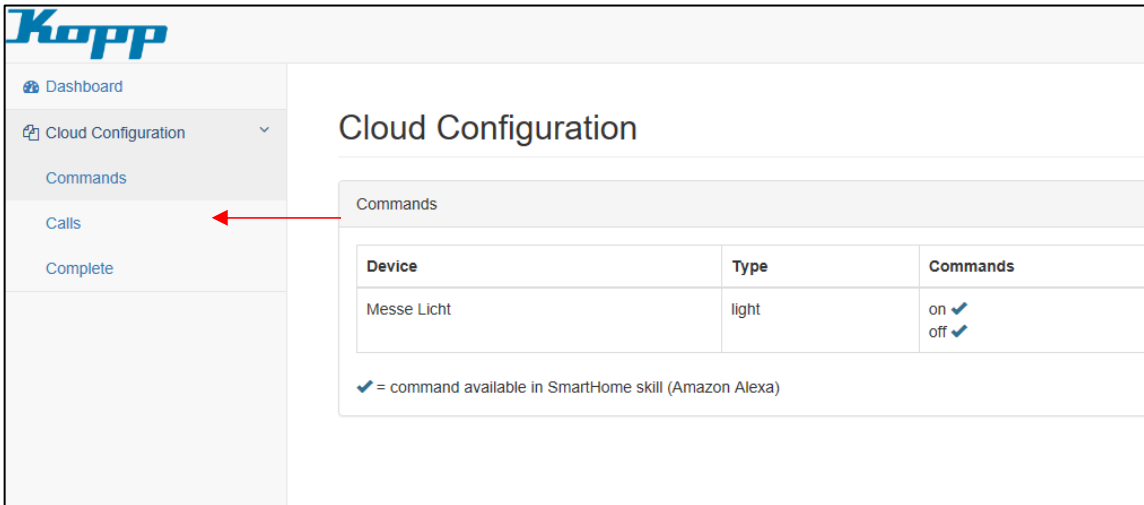 Kopp
Dashboard
Cloud Configuration
Commands
Calls
Complete
Cloud Configuration
Commands
Device Type Commands
Messe Licht light on ✔
off ✔
✔ = command available in SmartHome skill (Amazon Alexa)